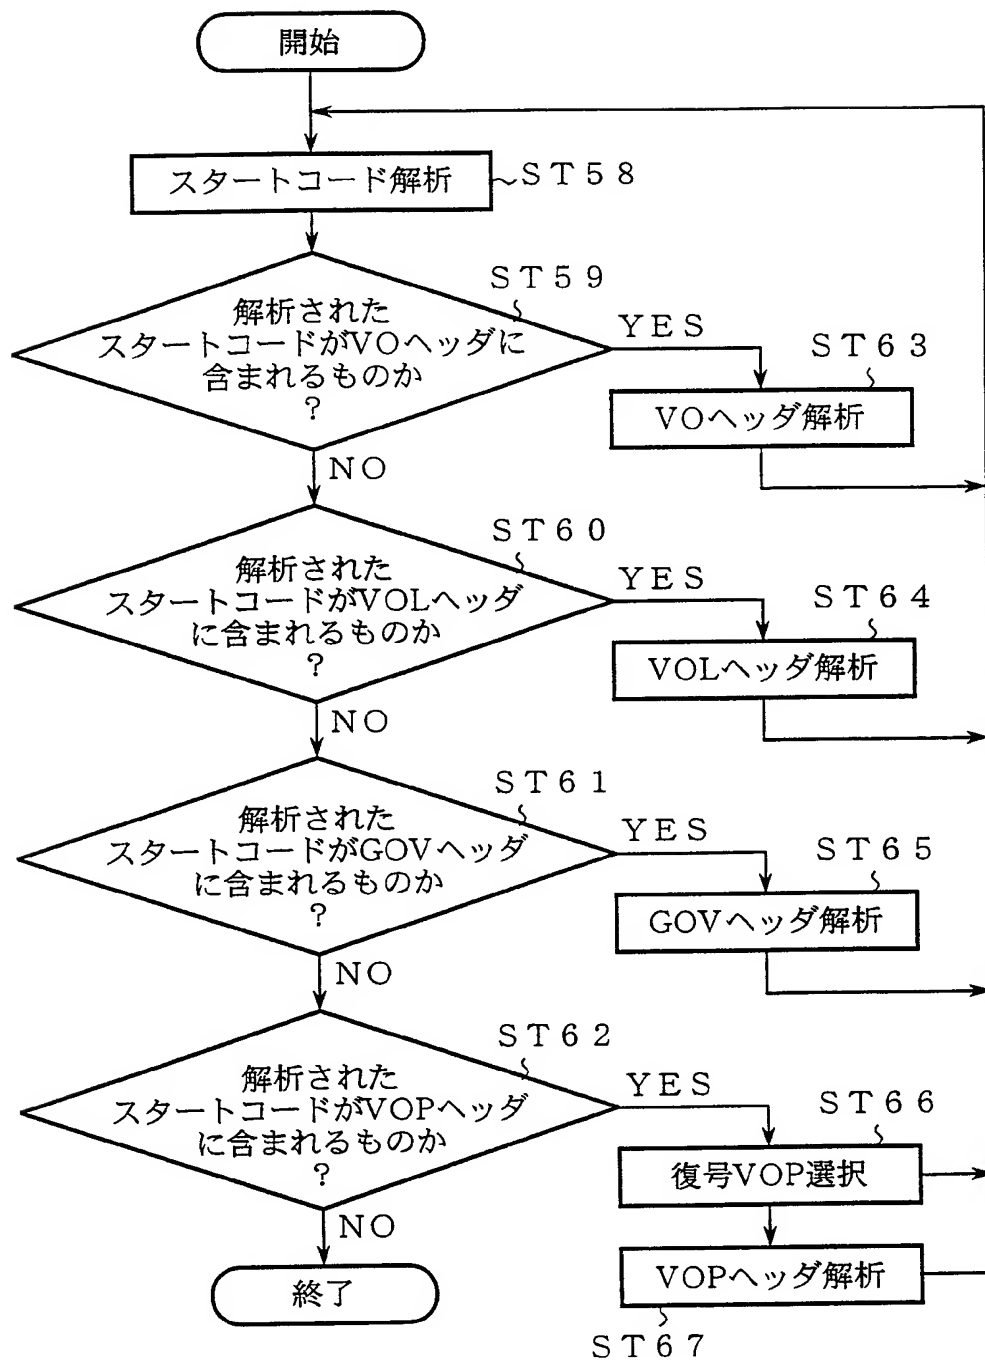 開始
スタートコード解析
ST58
解析された
スタートコードがVOヘッダに
含まれるものか
?
ST59
YES
ST63
VOヘッダ解析
NO
解析された
スタートコードがVOLヘッダ
に含まれるものか
?
ST60
YES
ST64
VOLヘッダ解析
NO
解析された
スタートコードがGOVヘッダ
に含まれるものか
?
ST61
YES
ST65
GOVヘッダ解析
NO
解析された
スタートコードがVOPヘッダ
に含まれるものか
?
ST62
YES
ST66
復号VOP選択
NO
VOPヘッダ解析
ST67
終了